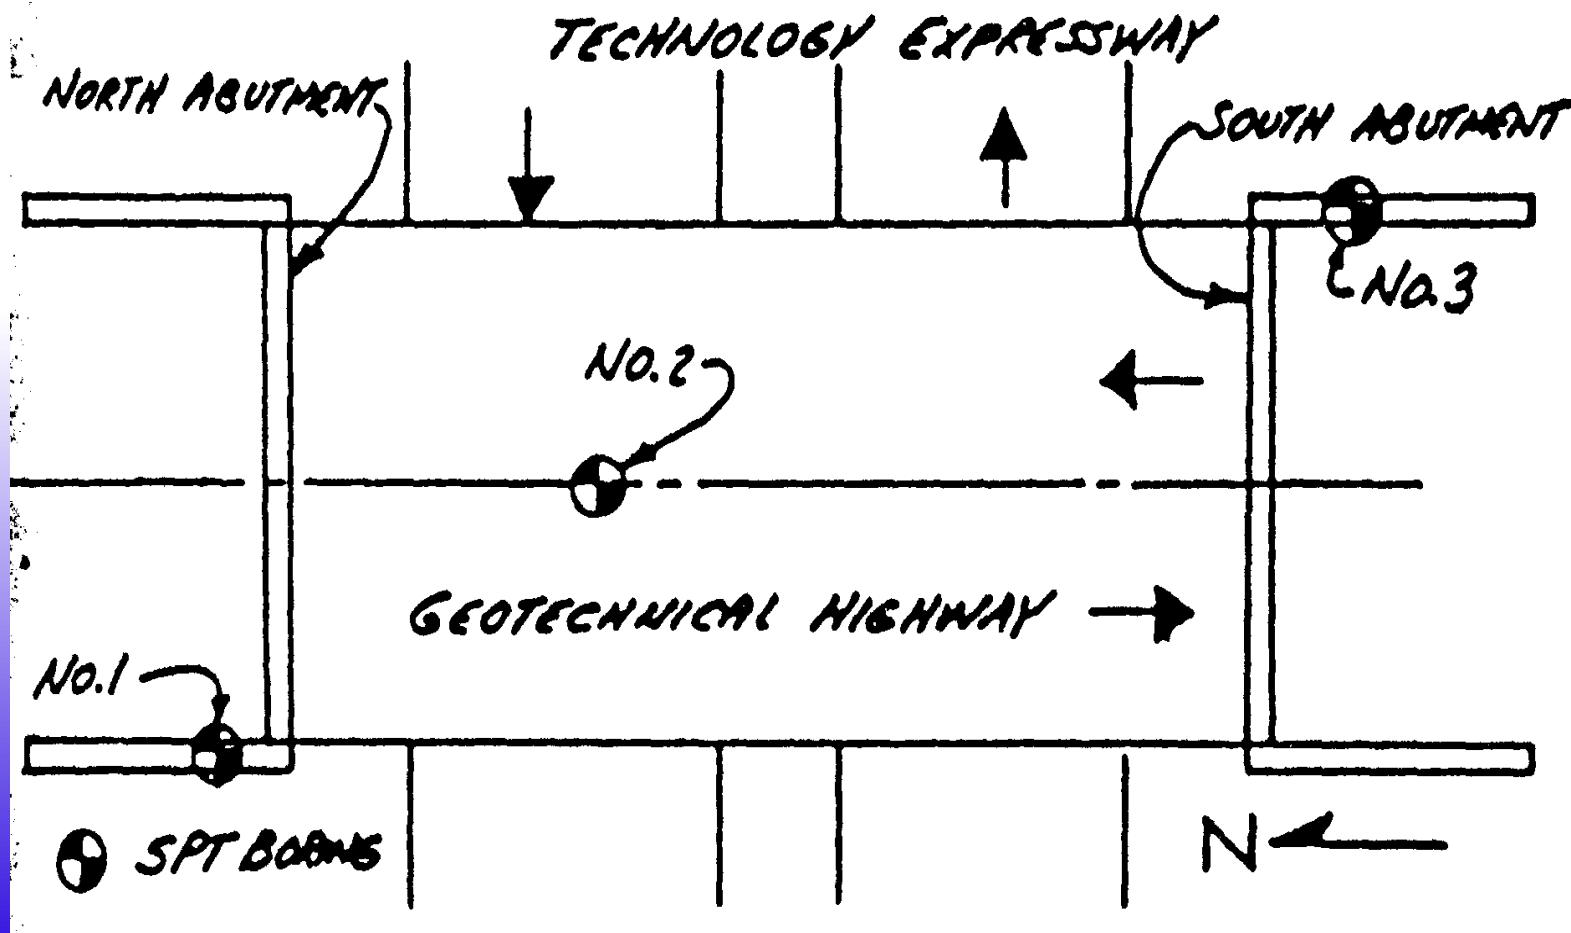 TECHNOLOGY EXPRESSWAY
NORTH ABUTMENT
SOUTH ABUTMENT
NO.3
NO.2
GEOTECHNICAL HIGHWAY
NO.1
SPT BORING
N